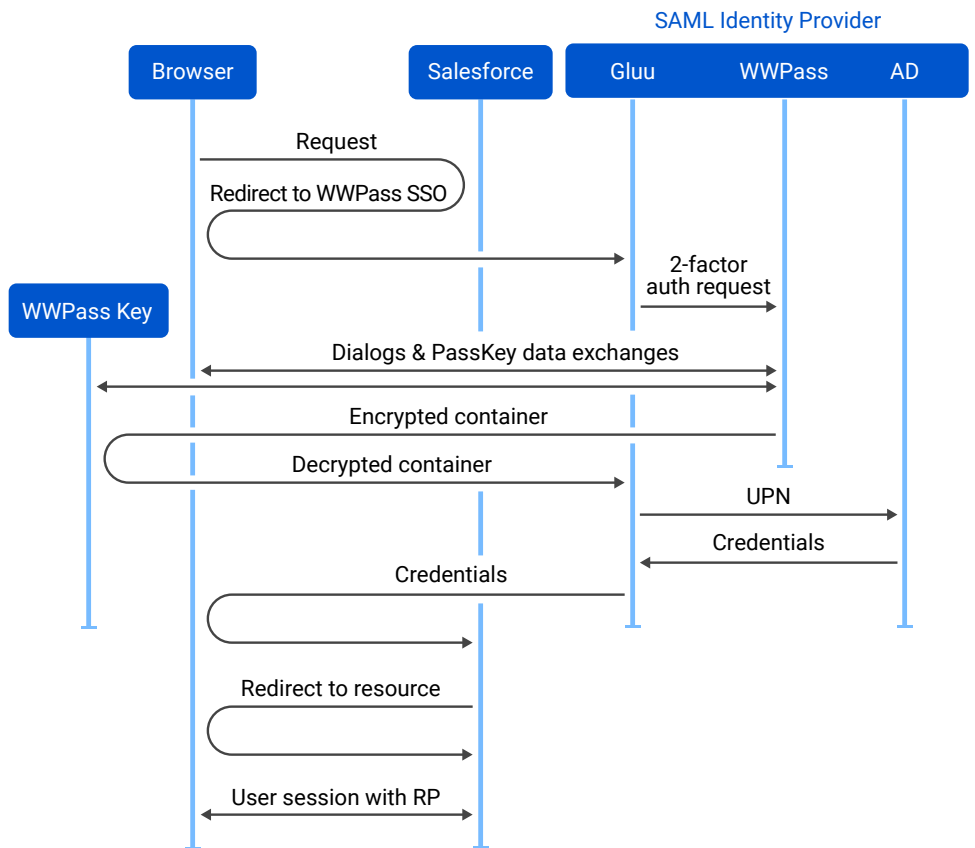 SAML Identity Provider
Browser
Salesforce
Gluu
WWPass
AD
Request
Redirect to WWPass SSO
2-factor
auth request
WWPass Key
Dialogs & PassKey data exchanges
Encrypted container
Decrypted container
UPN
Credentials
Credentials
Redirect to resource
User session with RP